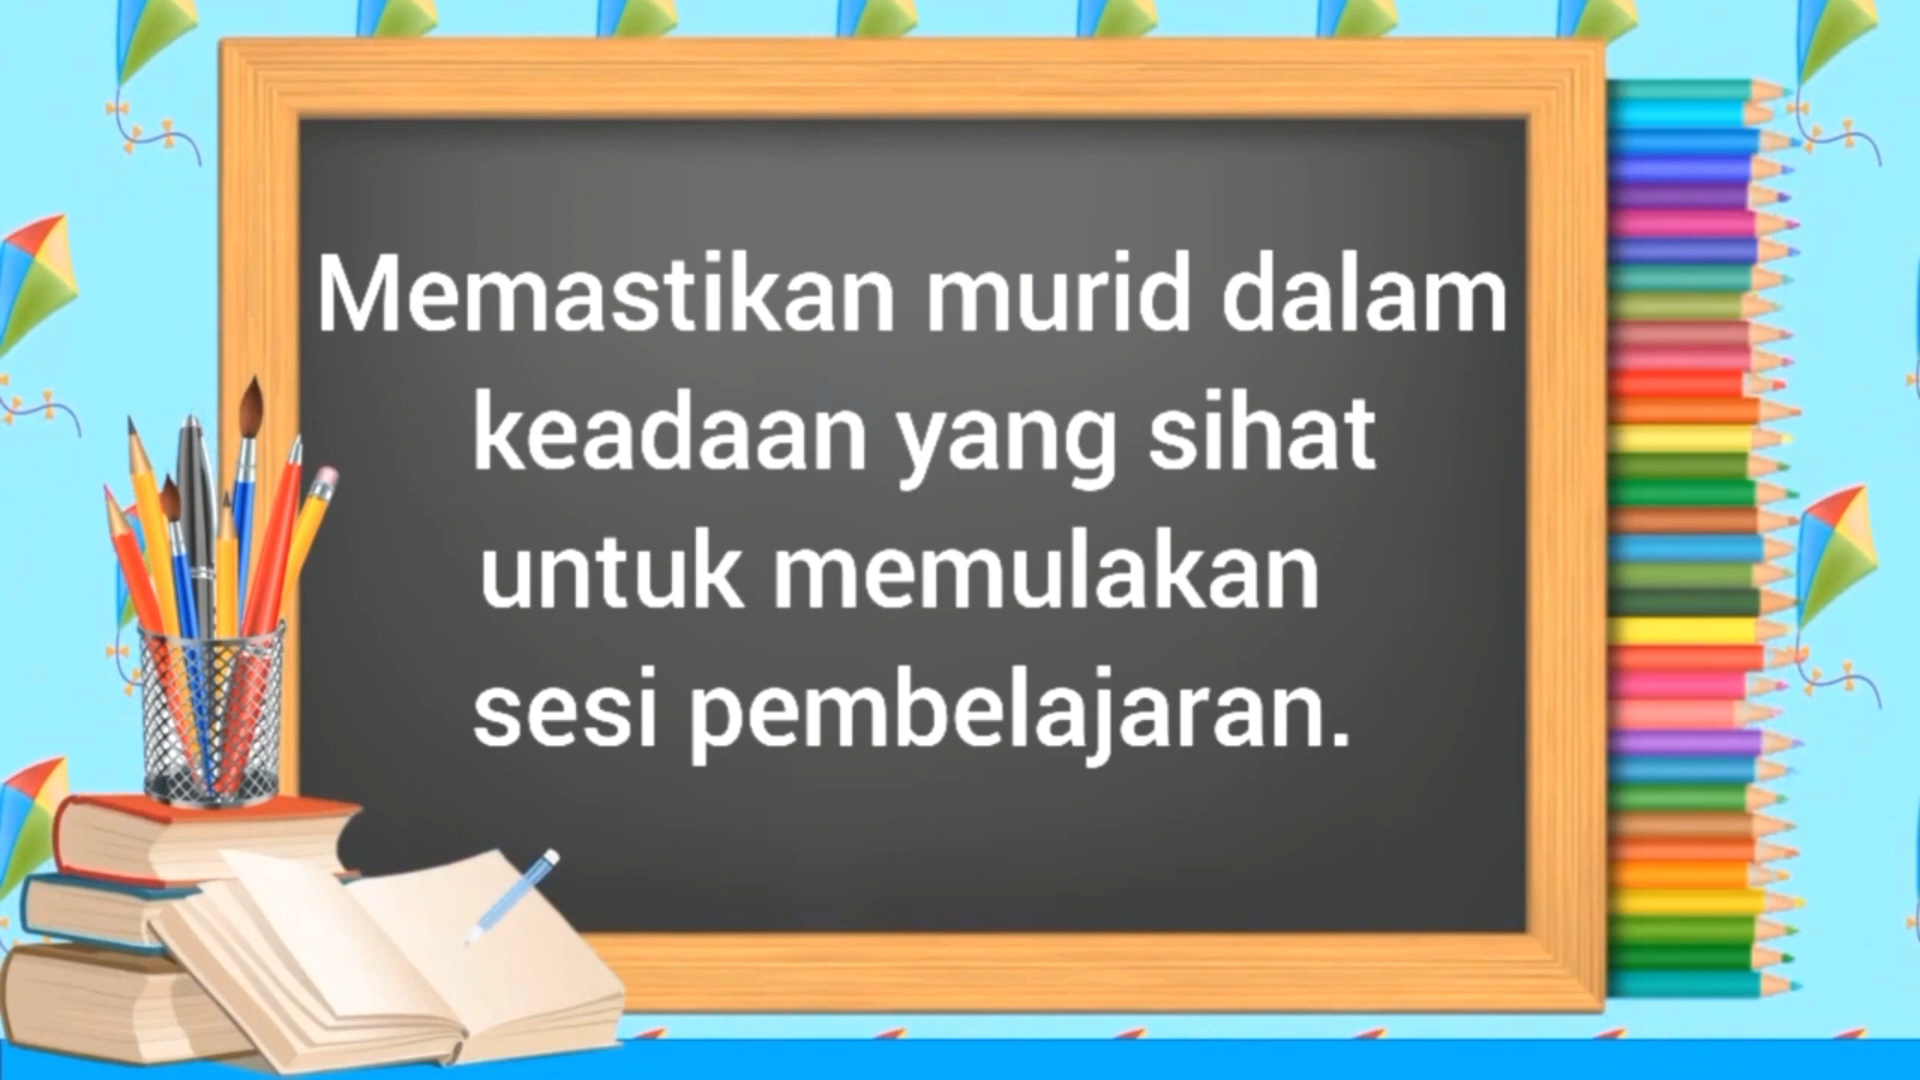 Memastikan murid dalam
keadaan yang sihat
untuk memulakan
sesi pembelajaran.